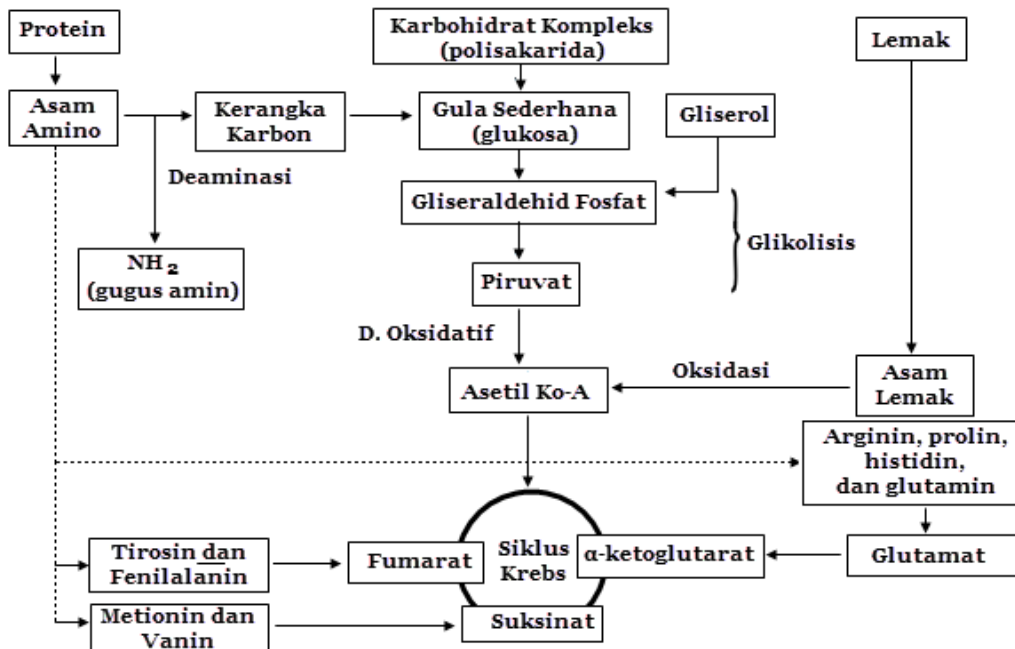 Protein
Karbohidrat Kompleks
(polisakarida)
Lemak
Asam
Amino
Kerangka
Karbon
Gula Sederhana
(glukosa)
Gliserol
Deaminasi
Gliseraldehid Fosfat
Glikolisis
NH₂
(gugus amin)
Piruvat
D. Oksidatif
Oksidasi
Asetil Ko-A
Asam
Lemak
Arginin, prolin,
histidin,
dan glutamin
Tirosin dan
Fenilalanin
Fumarat
Siklus
Krebs
α-ketoglutarat
Glutamat
Metionin dan
Vanin
Suksinat